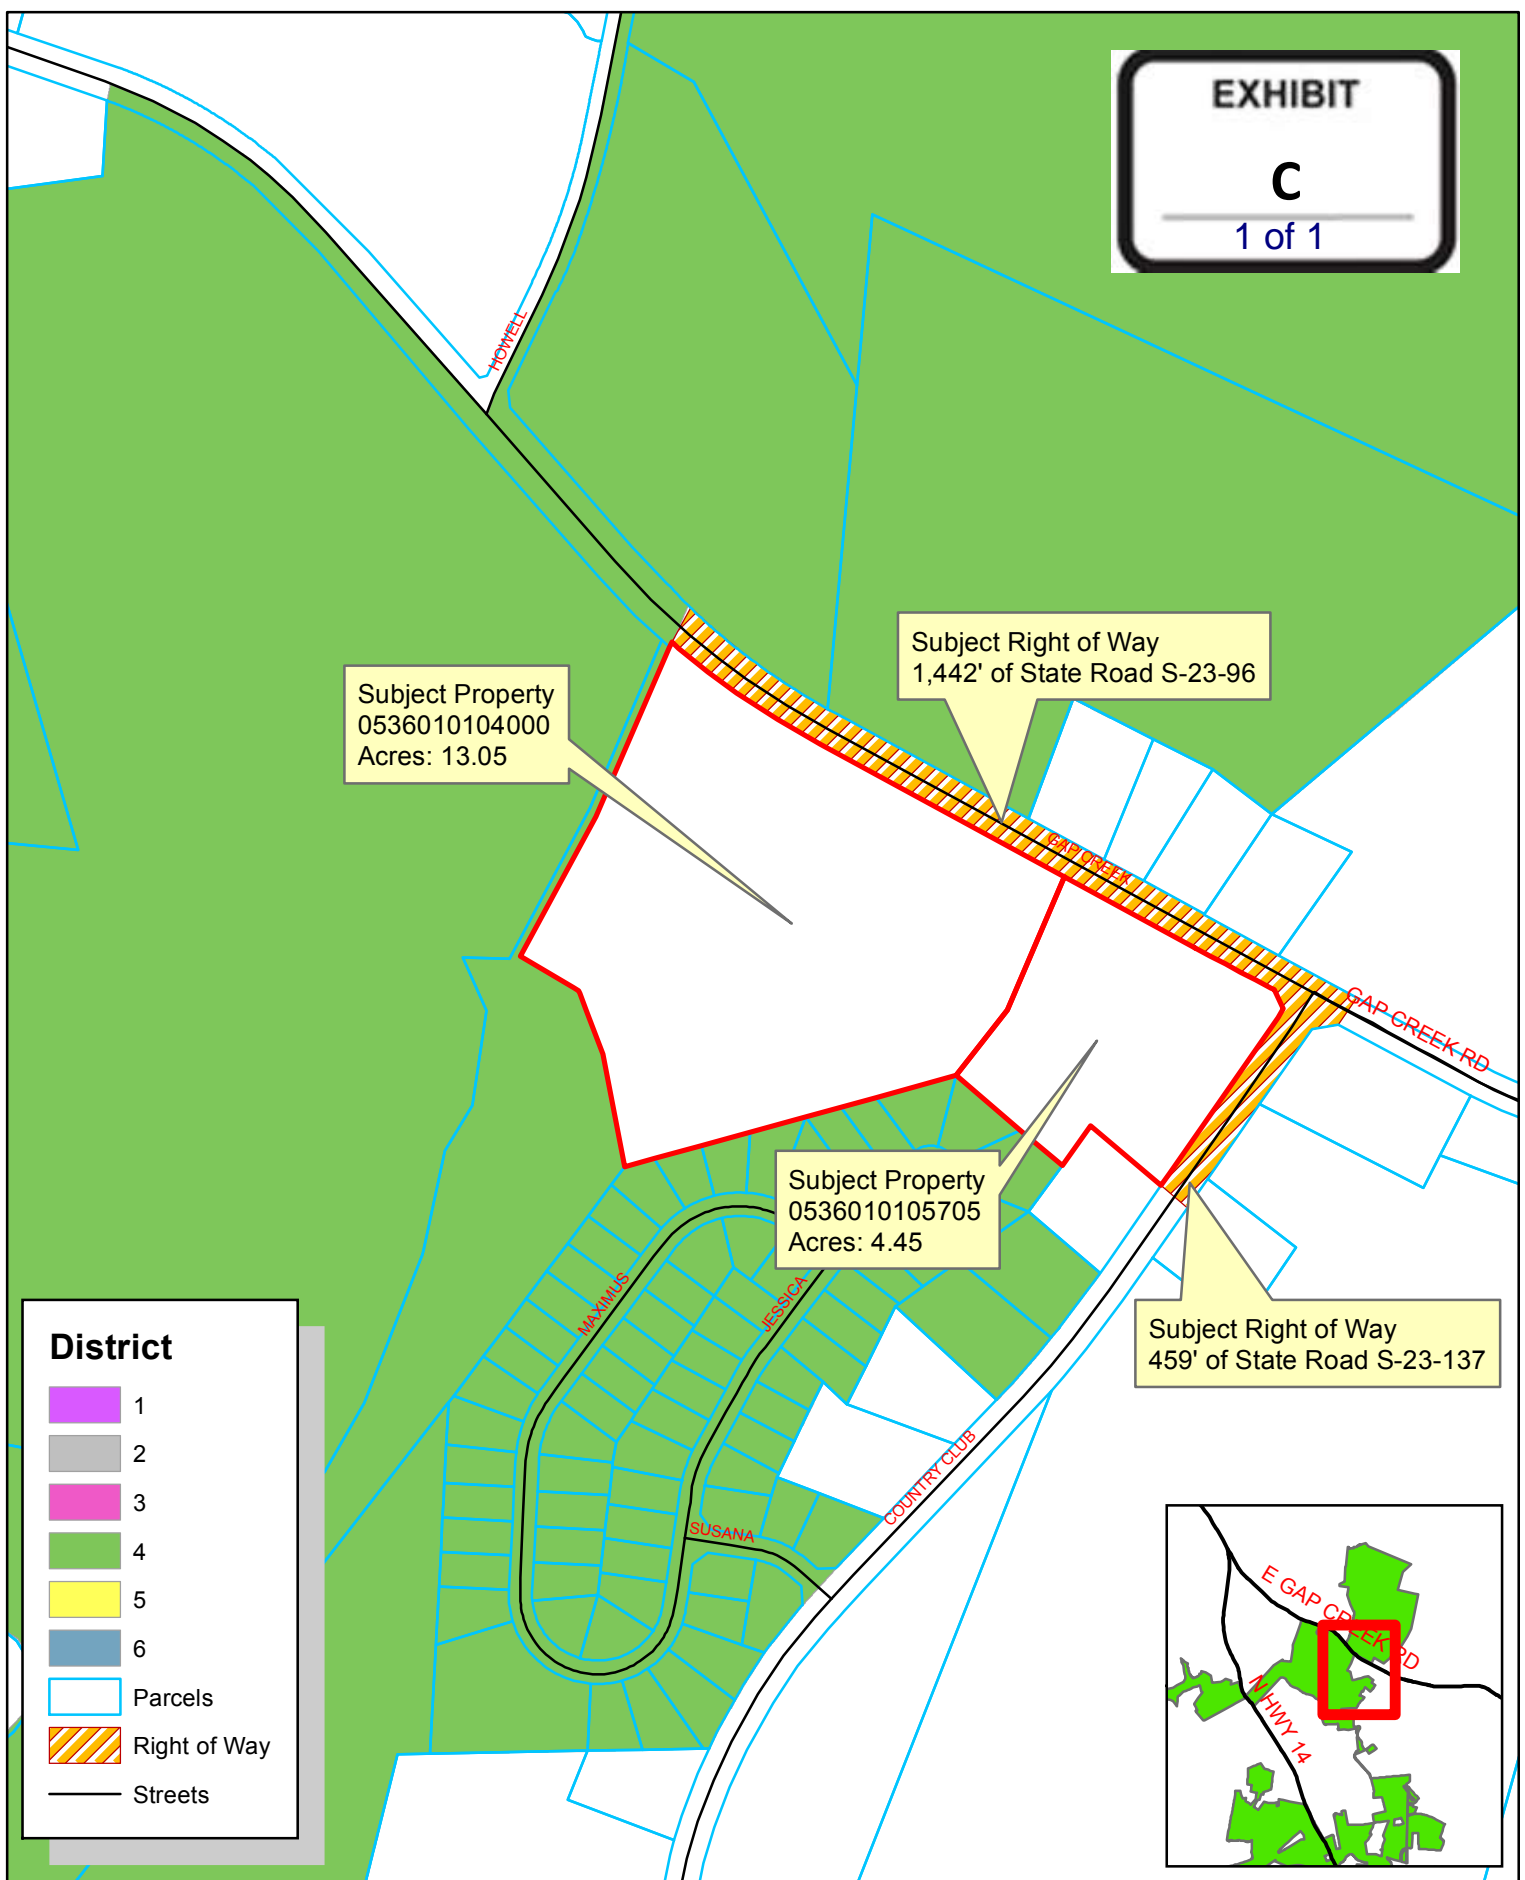 EXHIBIT
C
1 of 1
HOWELL
Subject Right of Way
1,442' of State Road S-23-96
Subject Property
0536010104000
Acres: 13.05
GAP CREEK
GAP CREEK RD
Subject Property
0536010105705
Acres: 4.45
MAXIMUS
JESSICA
Subject Right of Way
459' of State Road S-23-137
COUNTRY CLUB
SUSANA
District
1
2
3
4
5
6
Parcels
Right of Way
Streets
E GAP CREEK RD
N HWY 14